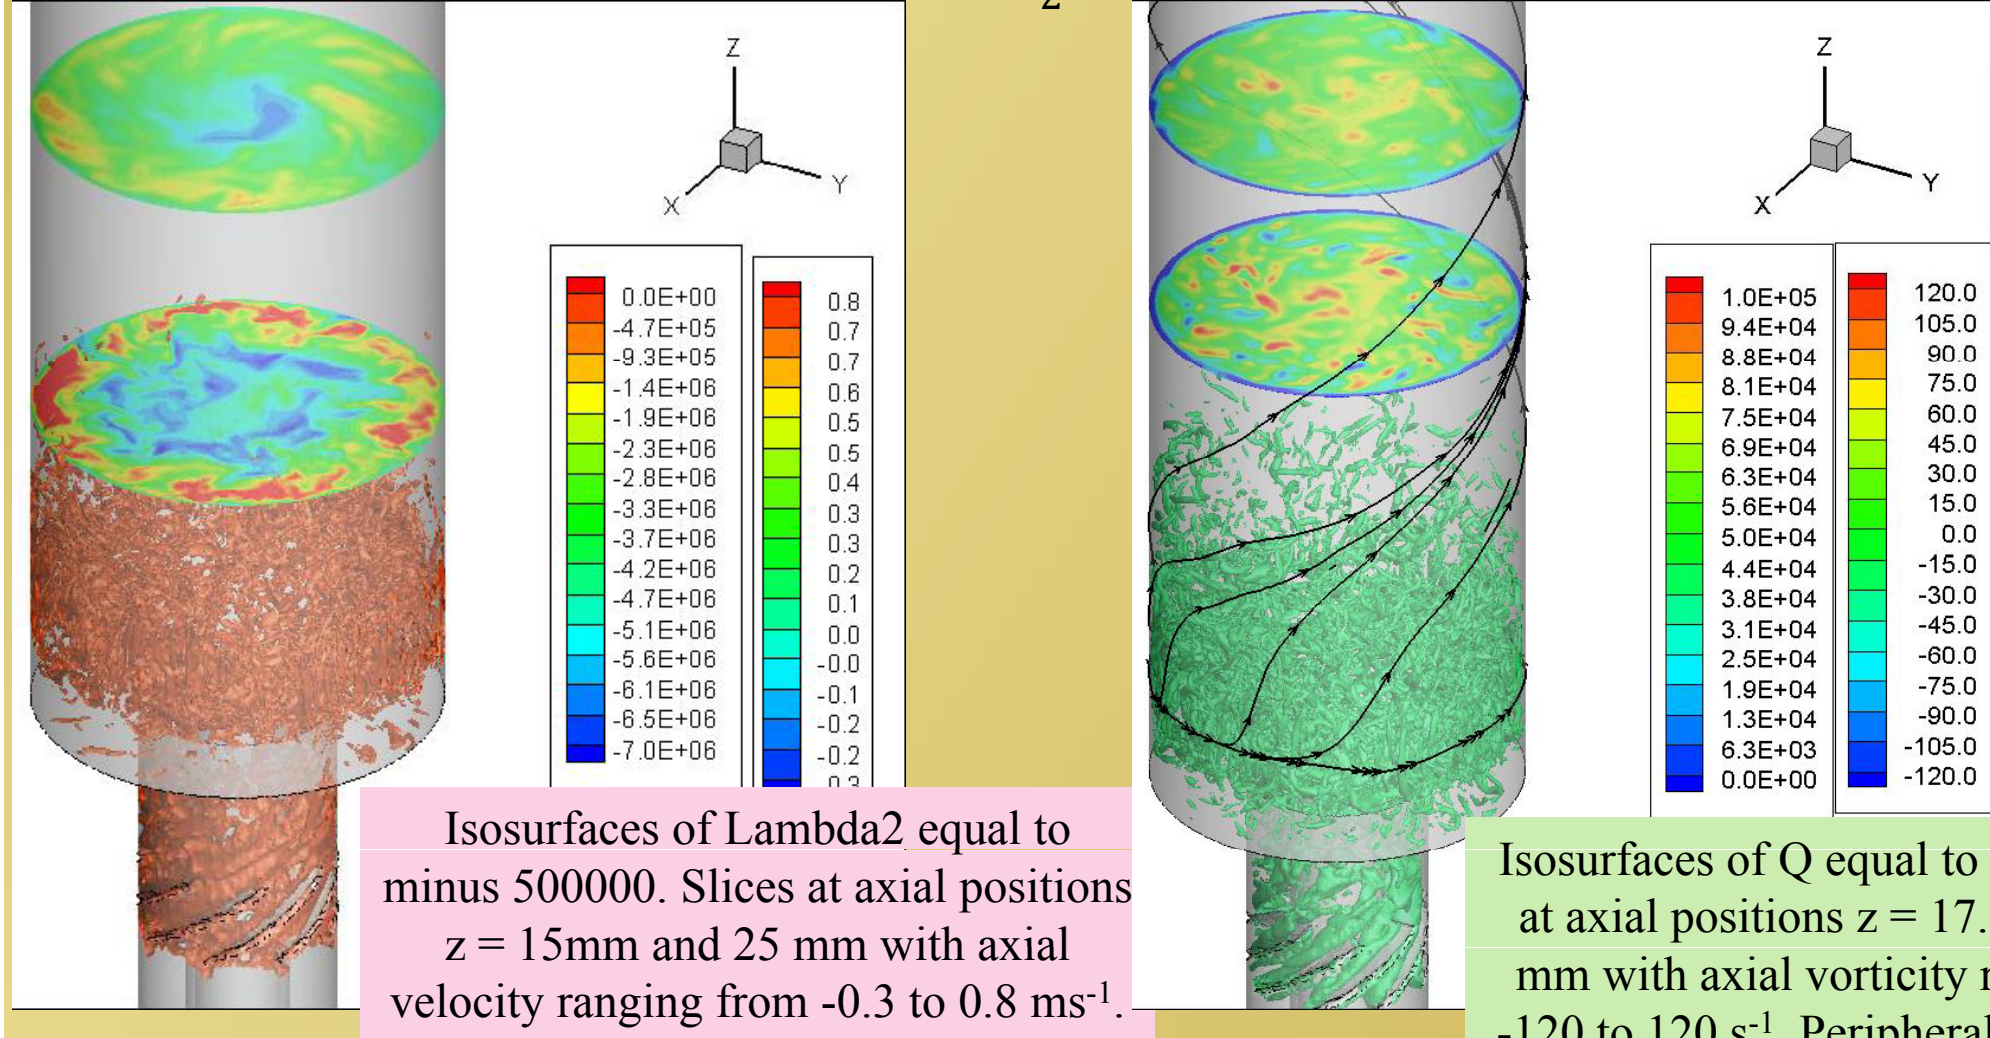 2
Z
Y
X
0.0E+00
-4.7E+05
-9.3E+05
-1.4E+06
-1.9E+06
-2.3E+06
-2.8E+06
-3.3E+06
-3.7E+06
-4.2E+06
-4.7E+06
-5.1E+06
-5.6E+06
-6.1E+06
-6.5E+06
-7.0E+06
0.8
0.7
0.7
0.6
0.5
0.5
0.4
0.3
0.3
0.2
0.1
0.0
-0.0
-0.1
-0.2
-0.2
Isosurfaces of Lambda2 equal to
minus 500000. Slices at axial positions
z = 15mm and 25 mm with axial
velocity ranging from -0.3 to 0.8 ms-1.
Z
Y
X
1.0E+05
9.4E+04
8.8E+04
8.1E+04
7.5E+04
6.9E+04
6.3E+04
5.6E+04
5.0E+04
4.4E+04
3.8E+04
3.1E+04
2.5E+04
1.9E+04
1.3E+04
6.3E+03
0.0E+00
120.0
105.0
90.0
75.0
60.0
45.0
30.0
15.0
0.0
-15.0
-30.0
-45.0
-60.0
-75.0
-90.0
-105.0
-120.0
Isosurfaces of Q equal to
at axial positions z = 17.
mm with axial vorticity
-120 to 120 s-1. Peripheral